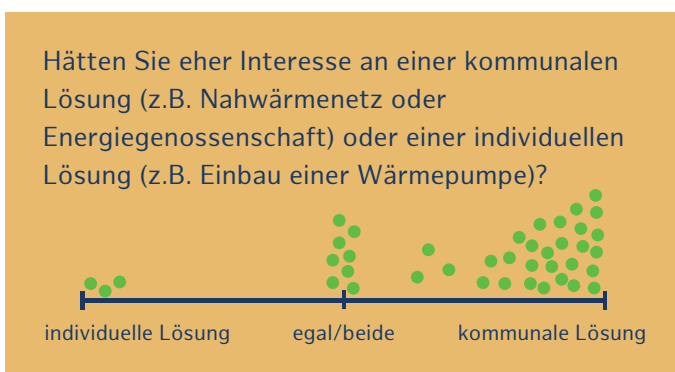 Hätten Sie eher Interesse an einer kommunalen
Lösung (z.B. Nahwärmenetz oder
Energiegenossenschaft) oder einer individuellen
Lösung (z.B. Einbau einer Wärmepumpe)?
individuelle Lösung egal/beide kommunale Lösung